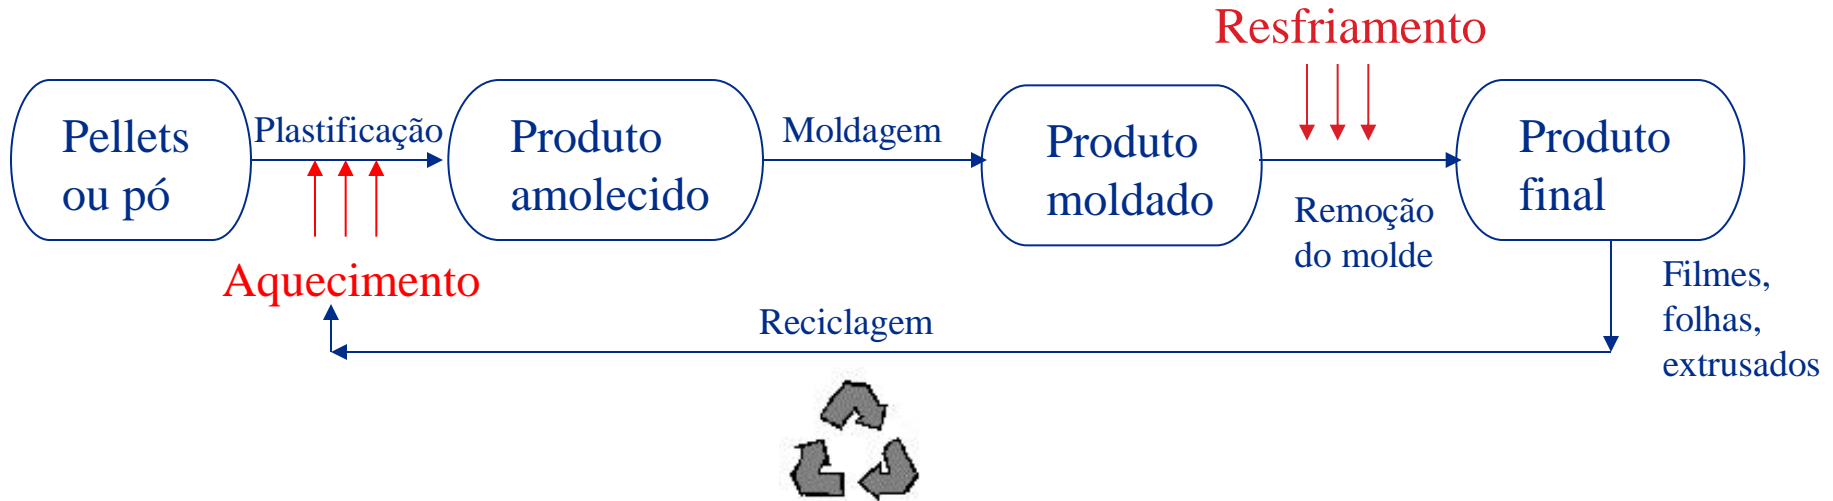 Resfriamento
Pellets
ou pó
Plastificação
Produto
amolecido
Moldagem
Produto
moldado
Remoção
do molde
Produto
final
Aquecimento
Filmes,
folhas,
extrusados
Reciclagem